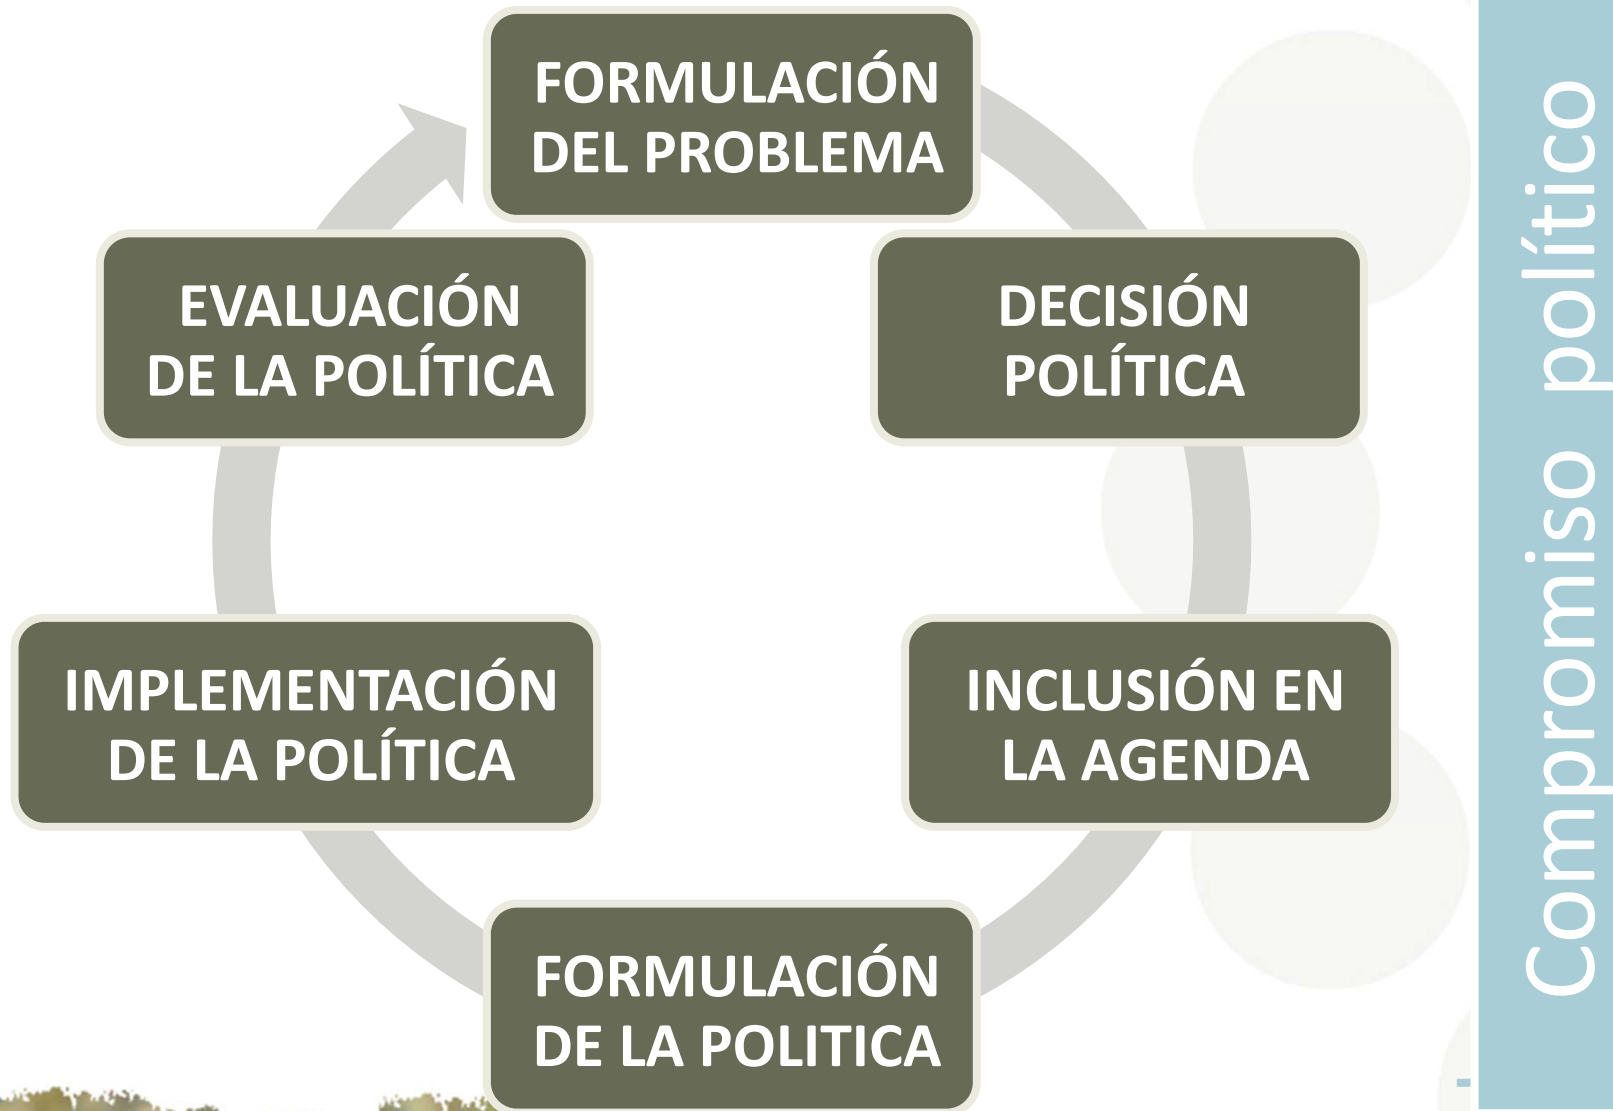 FORMULACIÓN
DEL PROBLEMA
DECISIÓN
POLÍTICA
INCLUSIÓN EN
LA AGENDA
FORMULACIÓN
DE LA POLITICA
IMPLEMENTACIÓN
DE LA POLÍTICA
EVALUACIÓN
DE LA POLÍTICA
Compromiso político